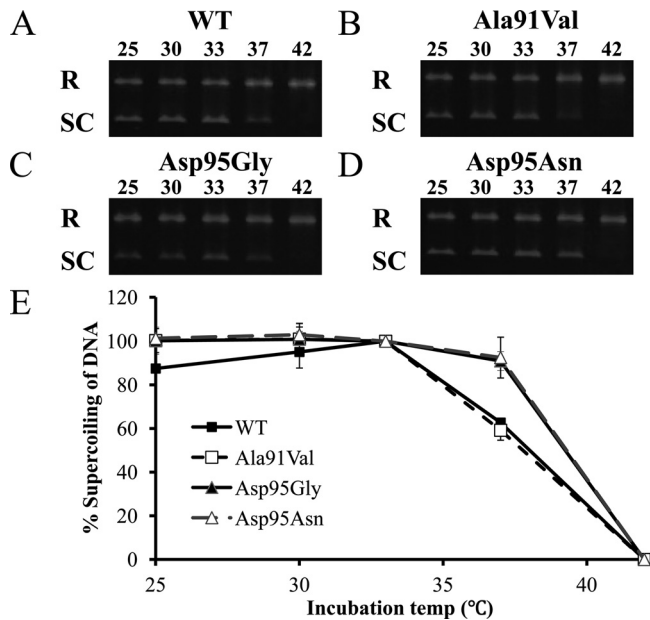 A WT B Ala91Val
25 30 33 37 42 25 30 33 37 42
R R
SC SC
C Asp95Gly D Asp95Asn
25 30 33 37 42 25 30 33 37 42
R R
SC SC
E
% Supercoiling of DNA
120
100
80
60
40
20
0
WT
Ala91Val
Asp95Gly
Asp95Asn
25 30 35 40
Incubation temp (℃)